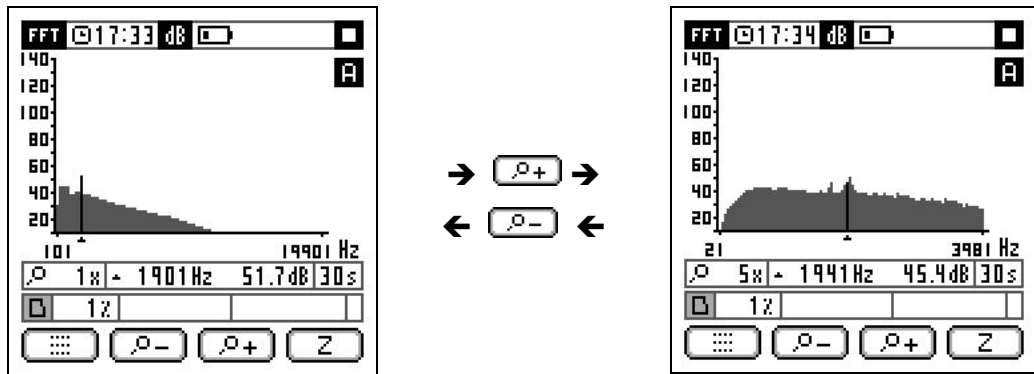 FFT 17:33 dB
A
140
120
100
80
60
40
20
101 19901 Hz
1x 1901Hz 51.7dB 30s
1%
- + Z
+
-
FFT 17:34 dB
A
140
120
100
80
60
40
20
21 3981 Hz
5x 1941Hz 45.4dB 30s
1%
- + Z